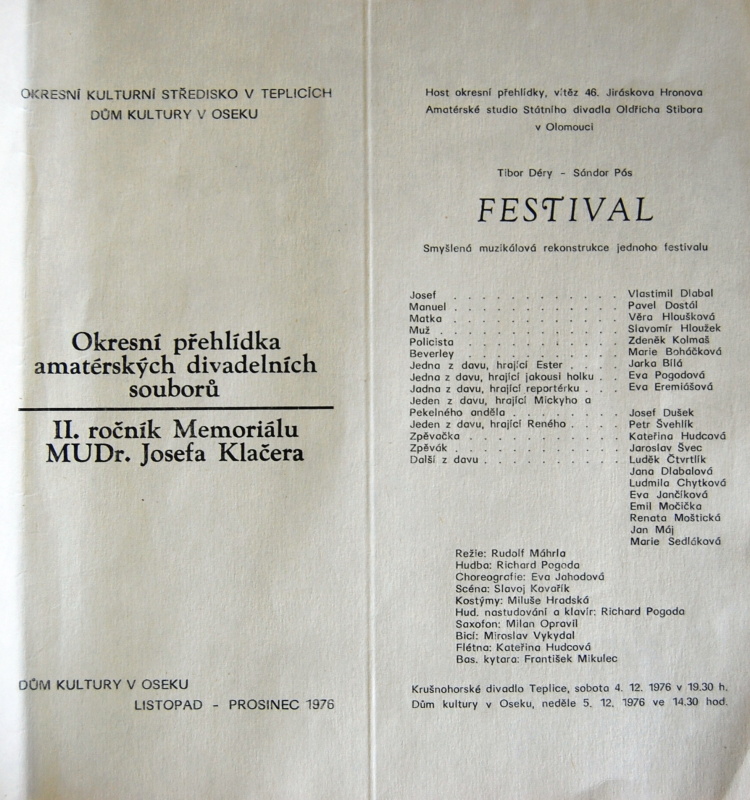 OKRESNÍ KULTURNÍ STŘEDISKO V TEPLICÍCH
DŮM KULTURY V OSEKU
Okresní přehlídka
amatérských divadelních
souborů
II. ročník Memoriálu
MUDr. Josefa Klačera
DŮM KULTURY V OSEKU
LISTOPAD - PROSINEC 1976
Host okresní přehlídky, vítěz 46. Jiráskova Hronova
Amatérské studio Státního divadla Oldřicha Stibora
v Olomouci
Tibor Déry - Sándor Pós
FESTIVAL
Smyšlená muzikálová rekonstrukce jednoho festivalu
Josef . . . . . . . . . . . . Vlastimil Dlabal
Manuel . . . . . . . . . . . . Pavel Dostál
Matka . . . . . . . . . . . . Věra Hloušková
Muž . . . . . . . . . . . . Slavomír Hloužek
Policista . . . . . . . . . . . . Zdeněk Kolmaš
Beverley . . . . . . . . . . . . Marie Boháčková
Jedna z davu, hrající Ester . . . . Jarka Bílá
Jedna z davu, hrající jakousi holku . . Eva Pogodová
Jadna z davu, hrající reportérku . . . Eva Eremiášová
Jeden z davu, hrající Mickyho a
Pekelného anděla . . . . . . . . Josef Dušek
Jeden z davu, hrající Reného . . . . Petr Švehlík
Zpěvačka . . . . . . . . . . . Kateřina Hudcová
Zpěvák . . . . . . . . . . . . Jaroslav Švec
Další z davu . . . . . . . . . . Luděk Čtvrtlík
Jana Dlabalová
Ludmila Chytková
Eva Jančíková
Emil Močička
Renata Moštická
Jan Máj
Marie Sedláková
Režie: Rudolf Máhrla
Hudba: Richard Pogoda
Choreografie: Eva Jahodová
Scéna: Slavoj Kovařík
Kostýmy: Miluše Hradská
Hud. nastudování a klavír: Richard Pogoda
Saxofon: Milan Opravil
Bicí: Miroslav Vykydal
Flétna: Kateřina Hudcová
Bas. kytara: František Mikulec
Krušnohorské divadlo Teplice, sobota 4. 12. 1976 v 19.30 h.
Dům kultury v Oseku, neděle 5. 12. 1976 ve 14.30 hod.